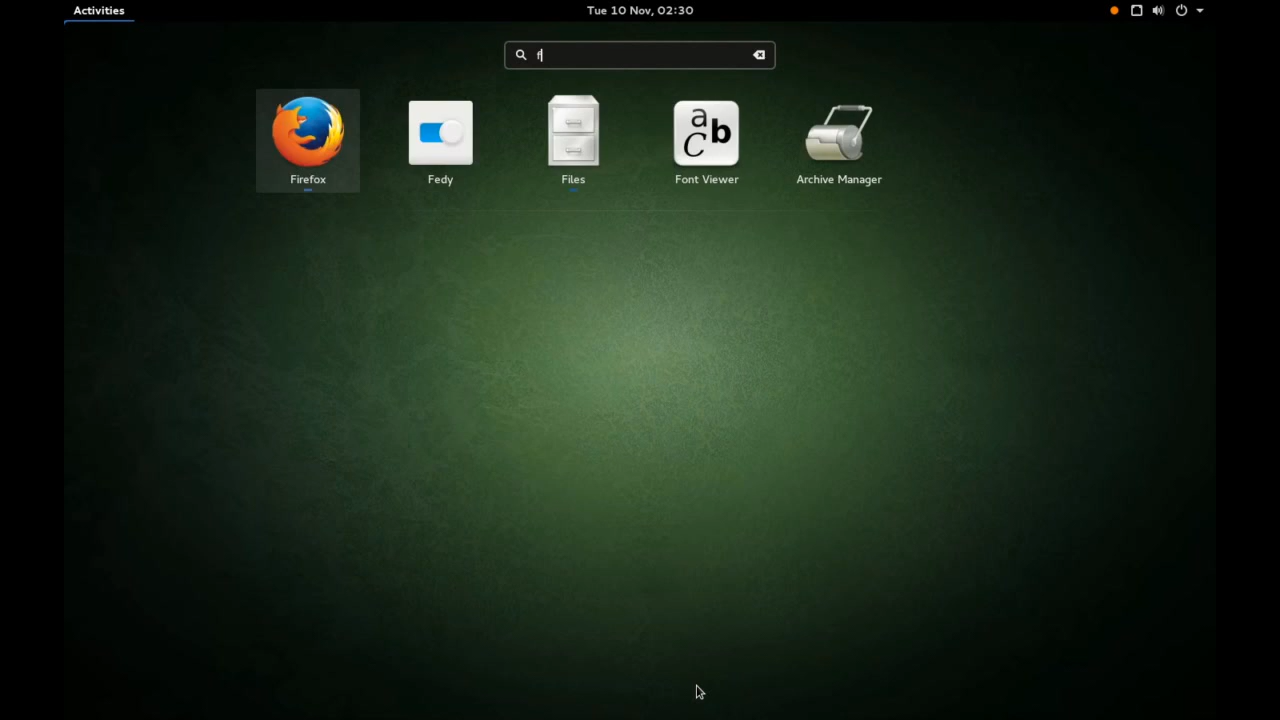 Activities
Tue 10 Nov, 02:30
f
Firefox
Fedy
Files
Font Viewer
Archive Manager
a
b
c